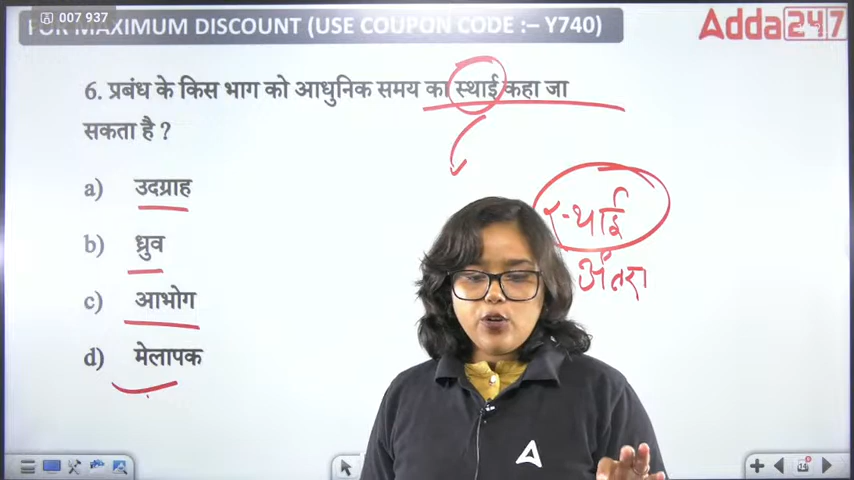 007 937
FOR MAXIMUM DISCOUNT (USE COUPON CODE :– Y740)
Adda247
6. प्रबंध के किस भाग को आधुनिक समय का स्थाई कहा जा
सकता है ?
a) उदग्राह
b) ध्रुव
c) आभोग
d) मेलापक
स्थाई
अंतरा
14